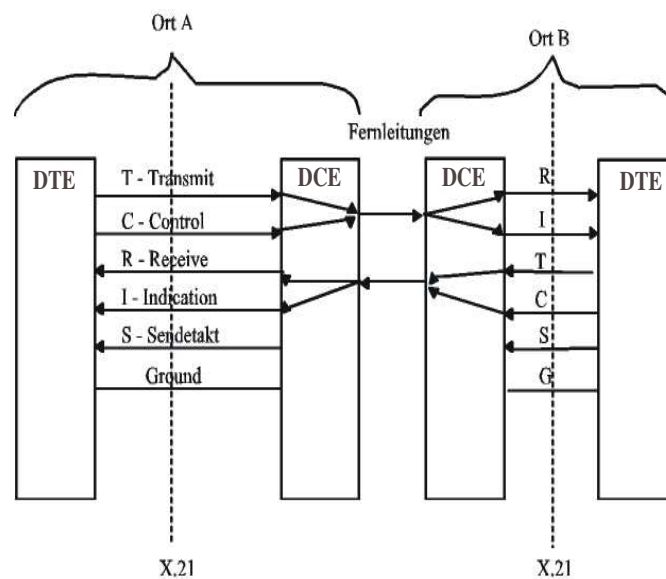 Ort A
Ort B
Fernleitungen
DTE
T - Transmit
DCE
DCE
R
DTE
C - Control
I
R - Receive
T
I - Indication
C
S - Sendetakt
S
Ground
G
X.21
X.21